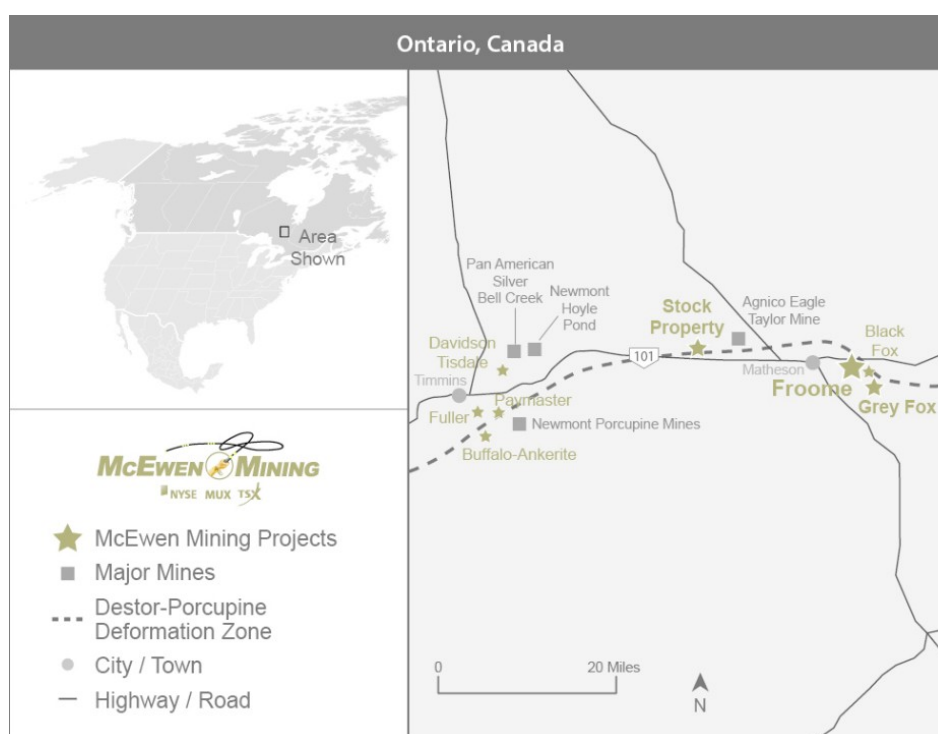 Ontario, Canada
Area
Shown
McEwen Mining
NYSE MUX TSX
McEwen Mining Projects
Major Mines
Destor-Porcupine
Deformation Zone
City / Town
Highway / Road
Pan American
Silver
Bell Creek
Newmont
Hoyle
Pond
Davidson
Tisdale
Timmins
Fuller
Paymaster
Newmont Porcupine Mines
Buffalo-Ankerite
101
Stock
Property
Agnico Eagle
Taylor Mine
Black
Fox
Matheson
Froome
Grey Fox
0
20 Miles
N